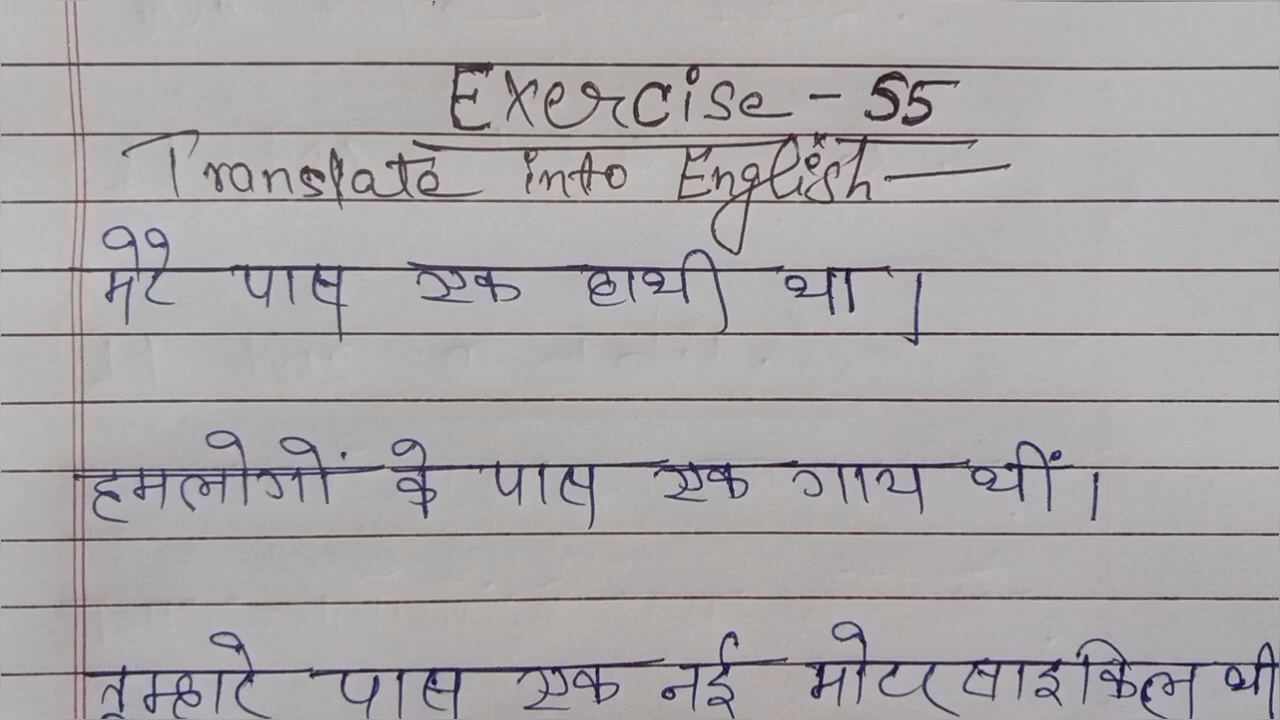 Exercise - 55
Translate into English —
मेरे पास एक हाथी था।
हमलोगों के पास एक गाय थीं।
तुम्हारे पास एक नई मोटरसाइकिल थी